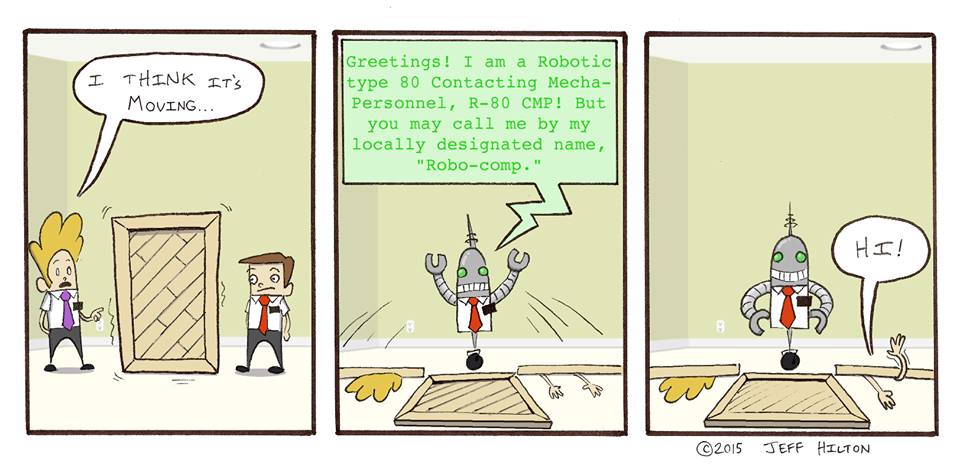 I THINK IT'S
MOVING...
Greetings! I am a Robotic
type 80 Contacting Mecha-
Personnel, R-80 CMP! But
you may call me by my
locally designated name,
"Robo-comp."
HI!
©2015 JEFF HILTON